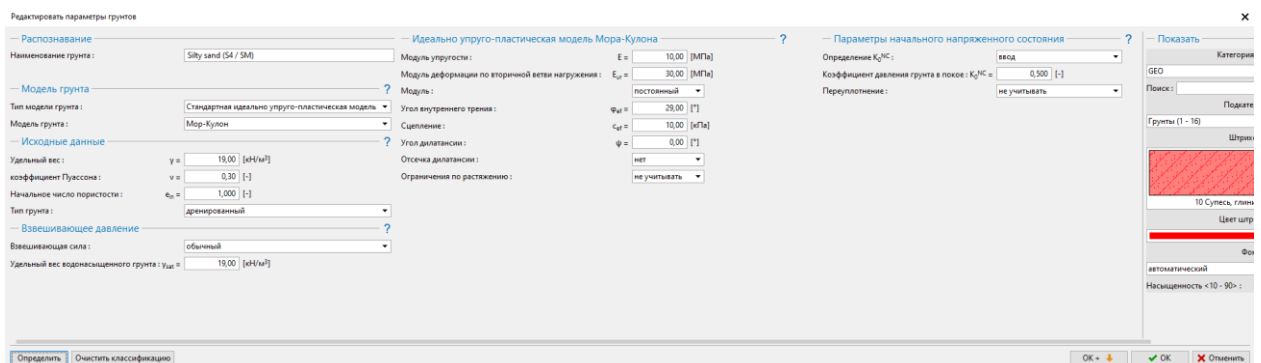 Редактировать параметры грунтов
Распознавание
Наименование грунта : Silty sand (S4 / SM)
Модель грунта ?
Тип модели грунта : Стандартная идеально упруго-пластическая модель
Модель грунта : Мор-Кулон
Исходные данные ?
Удельный вес : γ = 19,00 [кН/м³]
коэффициент Пуассона : ν = 0,30 [-]
Начальное число пористости : eᵢₙ = 1,000 [-]
Тип грунта : дренированный
Взвешивающее давление ?
Взвешивающая сила : обычный
Удельный вес водонасыщенного грунта : γsat = 19,00 [кН/м³]
Идеально упруго-пластическая модель Мора-Кулона ?
Модуль упругости : E = 10,00 [МПа]
Модуль деформации по вторичной ветви нагружения : Eur = 30,00 [МПа]
Модуль : постоянный
Угол внутреннего трения : φef = 29,00 [°]
Сцепление : cef = 10,00 [кПа]
Угол дилатансии : ψ = 0,00 [°]
Отсечка дилатансии : нет
Ограничения по растяжению : не учитывать
Параметры начального напряженного состояния ?
Определение K₀ᴺᶜ : ввод
Коэффициент давления грунта в покое : K₀ᴺᶜ = 0,500 [-]
Переуплотнение : не учитывать
Показать
Категория
GEO
Поиск :
Подкате
Грунты (1 - 16)
Штрих
10 Супесь, глин
Цвет штр
Фо
автоматический
Насыщенность <10 - 90> :
Определить Очистить классификацию
OK + OK Отменить